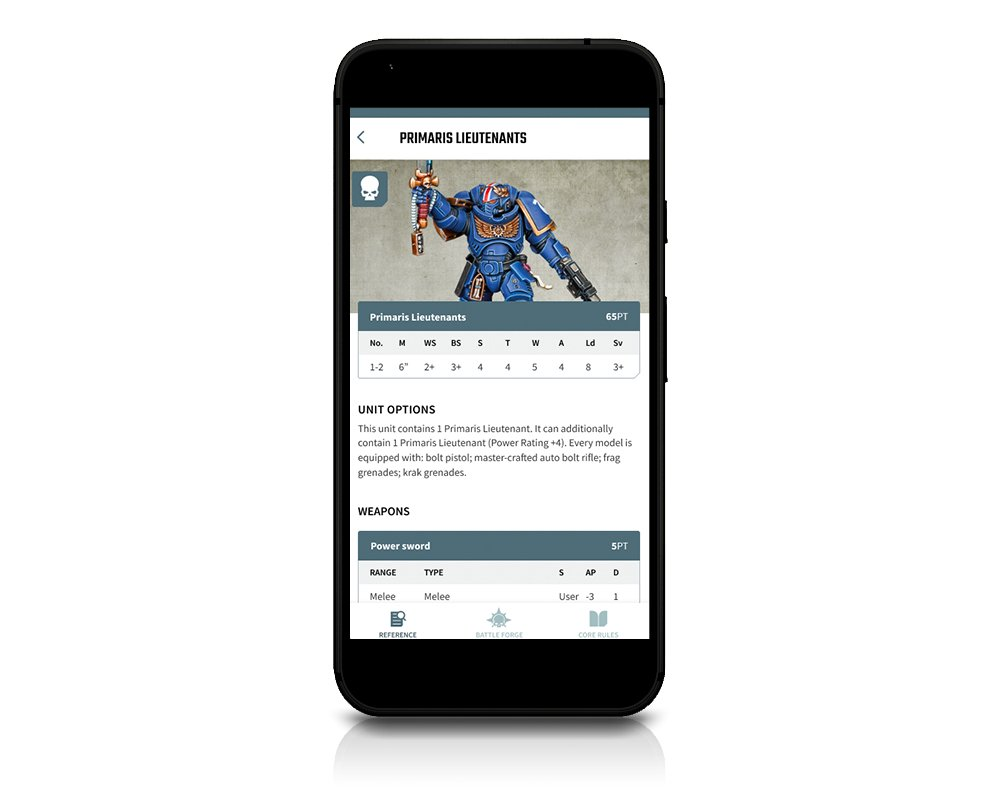 PRIMARIS LIEUTENANTS
Primaris Lieutenants 65PT
No. M WS BS S T W A Ld Sv
1-2 6" 2+ 3+ 4 4 5 4 8 3+
UNIT OPTIONS
This unit contains 1 Primaris Lieutenant. It can additionally
contain 1 Primaris Lieutenant (Power Rating +4). Every model is
equipped with: bolt pistol; master-crafted auto bolt rifle; frag
grenades; krak grenades.
WEAPONS
Power sword 5PT
RANGE TYPE S AP D
Melee Melee User -3 1
REFERENCE BATTLE FORGE CORE RULES